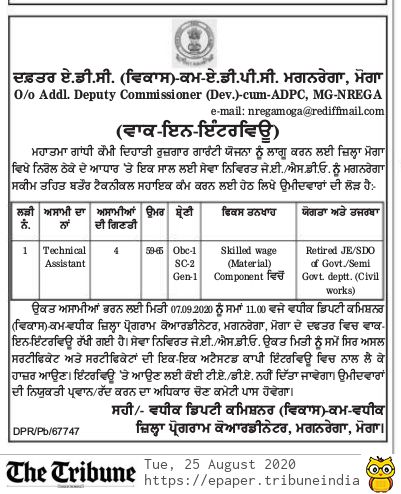 ਦਫ਼ਤਰ ਏ.ਡੀ.ਸੀ. (ਵਿਕਾਸ)-ਕਮ-ਏ.ਡੀ.ਪੀ.ਸੀ. ਮਗਨਰੇਗਾ, ਮੋਗਾ
O/o Addl. Deputy Commissioner (Dev.)-cum-ADPC, MG-NREGA
e-mail: nregamoga@rediffmail.com
(ਵਾਕ-ਇਨ-ਇੰਟਰਵਿਊ)
ਮਹਾਤਮਾ ਗਾਂਧੀ ਕੌਮੀ ਦਿਹਾਤੀ ਰੁਜ਼ਗਾਰ ਗਾਰੰਟੀ ਯੋਜਨਾ ਨੂੰ ਲਾਗੂ ਕਰਨ ਲਈ ਜ਼ਿਲ੍ਹਾ ਮੋਗਾ
ਵਿਖੇ ਨਿਰੋਲ ਠੇਕੇ ਦੇ ਆਧਾਰ 'ਤੇ ਇਕ ਸਾਲ ਲਈ ਸੇਵਾ ਨਿਵਰਿਤ ਜੇ.ਈ./ਐਸ.ਡੀ.ਓ. ਨੂੰ ਮਗਨਰੇਗਾ
ਸਕੀਮ ਤਹਿਤ ਬਤੌਰ ਟੈਕਨੀਕਲ ਸਹਾਇਕ ਕੰਮ ਕਰਨ ਲਈ ਹੇਠ ਲਿਖੇ ਉਮੀਦਵਾਰਾਂ ਦੀ ਲੋੜ ਹੈ:-
ਲੜੀ ਨੰ. ਅਸਾਮੀ ਦਾ ਨਾਂ ਅਸਾਮੀਆਂ ਦੀ ਗਿਣਤੀ ਉਮਰ ਸ਼੍ਰੇਣੀ ਵਿਕਸ ਤਨਖਾਹ ਯੋਗਤਾ ਅਤੇ ਤਜਰਬਾ
1 Technical Assistant 4 59-65 Obc-1 SC-2 Gen-1 Skilled wage (Material) Component ਵਿਚੋਂ Retired JE/SDO of Govt./Semi Govt. deptt. (Civil works)
ਉਕਤ ਅਸਾਮੀਆਂ ਭਰਨ ਲਈ ਮਿਤੀ 07.09.2020 ਨੂੰ ਸਮਾਂ 11.00 ਵਜੇ ਵਧੀਕ ਡਿਪਟੀ ਕਮਿਸ਼ਨਰ
(ਵਿਕਾਸ)-ਕਮ-ਵਧੀਕ ਜ਼ਿਲ੍ਹਾ ਪ੍ਰੋਗਰਾਮ ਕੋਆਰਡੀਨੇਟਰ, ਮਗਨਰੇਗਾ, ਮੋਗਾ ਦੇ ਦਫਤਰ ਵਿਚ ਵਾਕ-
ਇਨ-ਇੰਟਰਵਿਊ ਰੱਖੀ ਗਈ ਹੈ। ਸੇਵਾ ਨਿਵਰਿਤ ਜੇ.ਈ./ਐਸ.ਡੀ.ਓ. ਉਕਤ ਮਿਤੀ ਨੂੰ ਸਮੇਂ ਸਿਰ ਅਸਲ
ਸਰਟੀਫਿਕੇਟ ਅਤੇ ਸਰਟੀਫਿਕੇਟਾਂ ਦੀ ਇਕ-ਇਕ ਅਟੈਸਟਡ ਕਾਪੀ ਇੰਟਰਵਿਊ ਵਿਚ ਨਾਲ ਲੈ ਕੇ
ਹਾਜ਼ਰ ਆਉਣ। ਇੰਟਰਵਿਊ 'ਤੇ ਆਉਣ ਲਈ ਕੋਈ ਟੀ.ਏ./ਡੀ.ਏ. ਨਹੀਂ ਦਿੱਤਾ ਜਾਵੇਗਾ। ਉਮੀਦਵਾਰਾਂ
ਦੀ ਨਿਯੁਕਤੀ ਪ੍ਰਵਾਨ/ਰੱਦ ਕਰਨ ਦਾ ਅਧਿਕਾਰ ਚੋਣ ਕਮੇਟੀ ਪਾਸ ਹੋਵੇਗਾ।
ਸਹੀ/- ਵਧੀਕ ਡਿਪਟੀ ਕਮਿਸ਼ਨਰ (ਵਿਕਾਸ)-ਕਮ-ਵਧੀਕ
DPR/Pb/67747 ਜ਼ਿਲ੍ਹਾ ਪ੍ਰੋਗਰਾਮ ਕੋਆਰਡੀਨੇਟਰ, ਮਗਨਰੇਗਾ, ਮੋਗਾ।
The Tribune Tue, 25 August 2020
https://epaper.tribuneindia